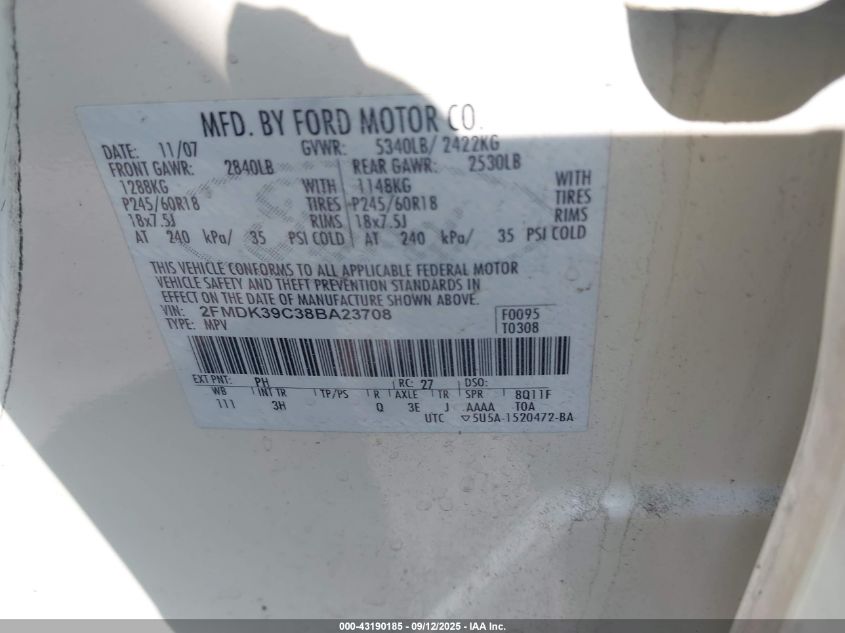 MFD. BY FORD MOTOR CO.
DATE: 11/07 GVWR: 5340LB/ 2422KG
FRONT GAWR: 2840LB REAR GAWR: 2530LB
1288KG WITH 1148KG WITH
P245/60R18 TIRES P245/60R18 TIRES
18x7.5J RIMS 18x7.5J RIMS
AT 240 kPa/ 35 PSI COLD AT 240 kPa/ 35 PSI COLD
THIS VEHICLE CONFORMS TO ALL APPLICABLE FEDERAL MOTOR
VEHICLE SAFETY AND THEFT PREVENTION STANDARDS IN
EFFECT ON THE DATE OF MANUFACTURE SHOWN ABOVE.
VIN: 2FMDK39C38BA23708 F0095
TYPE: MPV T0308
EXT PNT: PH RC: 27 DSO:
WB INT TR TP/PS R AXLE TR SPR 8Q11F
111 3H Q 3E J AAAA TOA
UTC ▽5U5A-1520472-BA
000-43190185 - 09/12/2025 - IAA Inc.